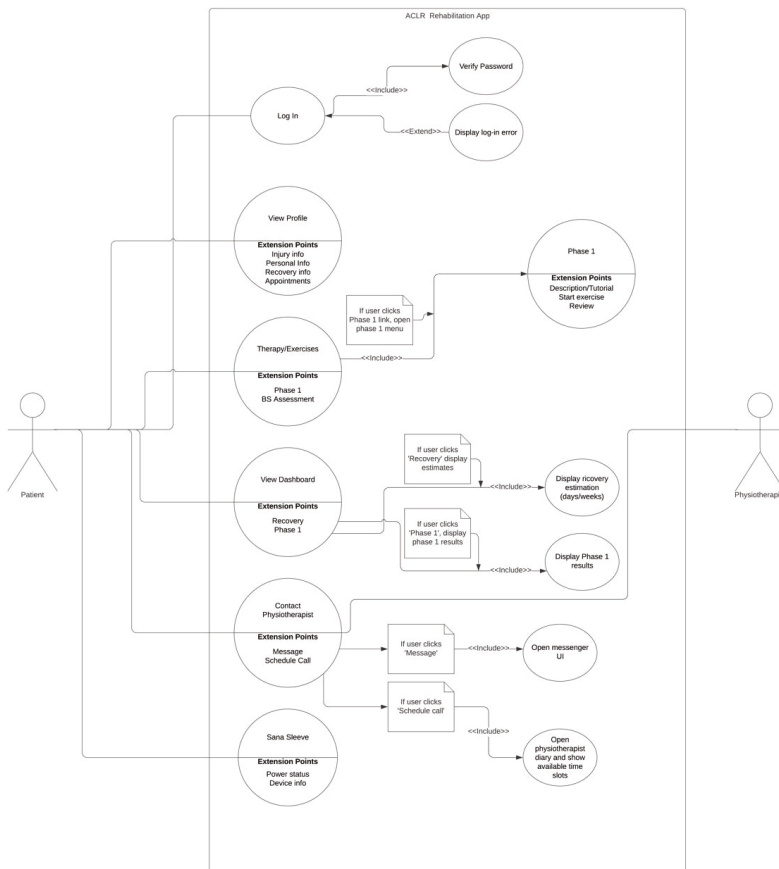 ACLR Rehabilitation App
Verify Password
<<Include>>
Log In
<<Extend>>
Display log-in error
View Profile
Extension Points
Injury info
Personal Info
Recovery info
Appointments
Phase 1
Extension Points
Description/Tutorial
Start exercise
Review
If user clicks
Phase 1 link, open
phase 1 menu
Therapy/Exercises
<<Include>>
Extension Points
Phase 1
BS Assessment
Patient
Physiotherapi
View Dashboard
Extension Points
Recovery
Phase 1
If user clicks
'Recovery' display
estimates
<<Include>>
Display ricovery
estimation
(days/weeks)
If user clicks
'Phase 1', display
phase 1 results
<<Include>>
Display Phase 1
results
Contact
Physiotherapist
Extension Points
Message
Schedule Call
If user clicks
'Message'
<<Include>>
Open messenger
UI
If user clicks
'Schedule call'
<<Include>>
Open
physiotherapist
diary and show
available time
slots
Sana Sleeve
Extension Points
Power status
Device info